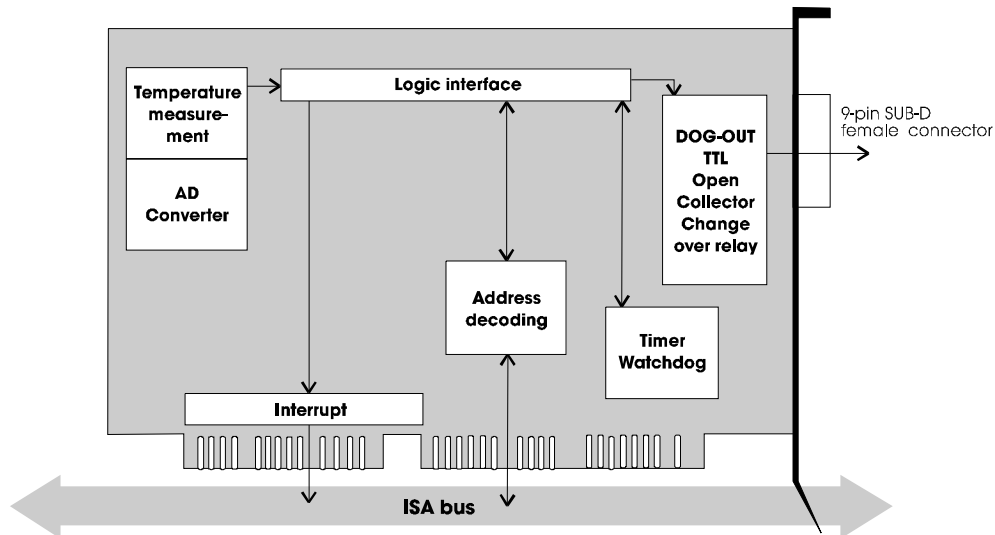 Logic interface
Temperature
measure-
ment
AD
Converter
DOG-OUT
TTL
Open
Collector
Change
over relay
9-pin SUB-D
female connector
Address
decoding
Timer
Watchdog
Interrupt
ISA bus